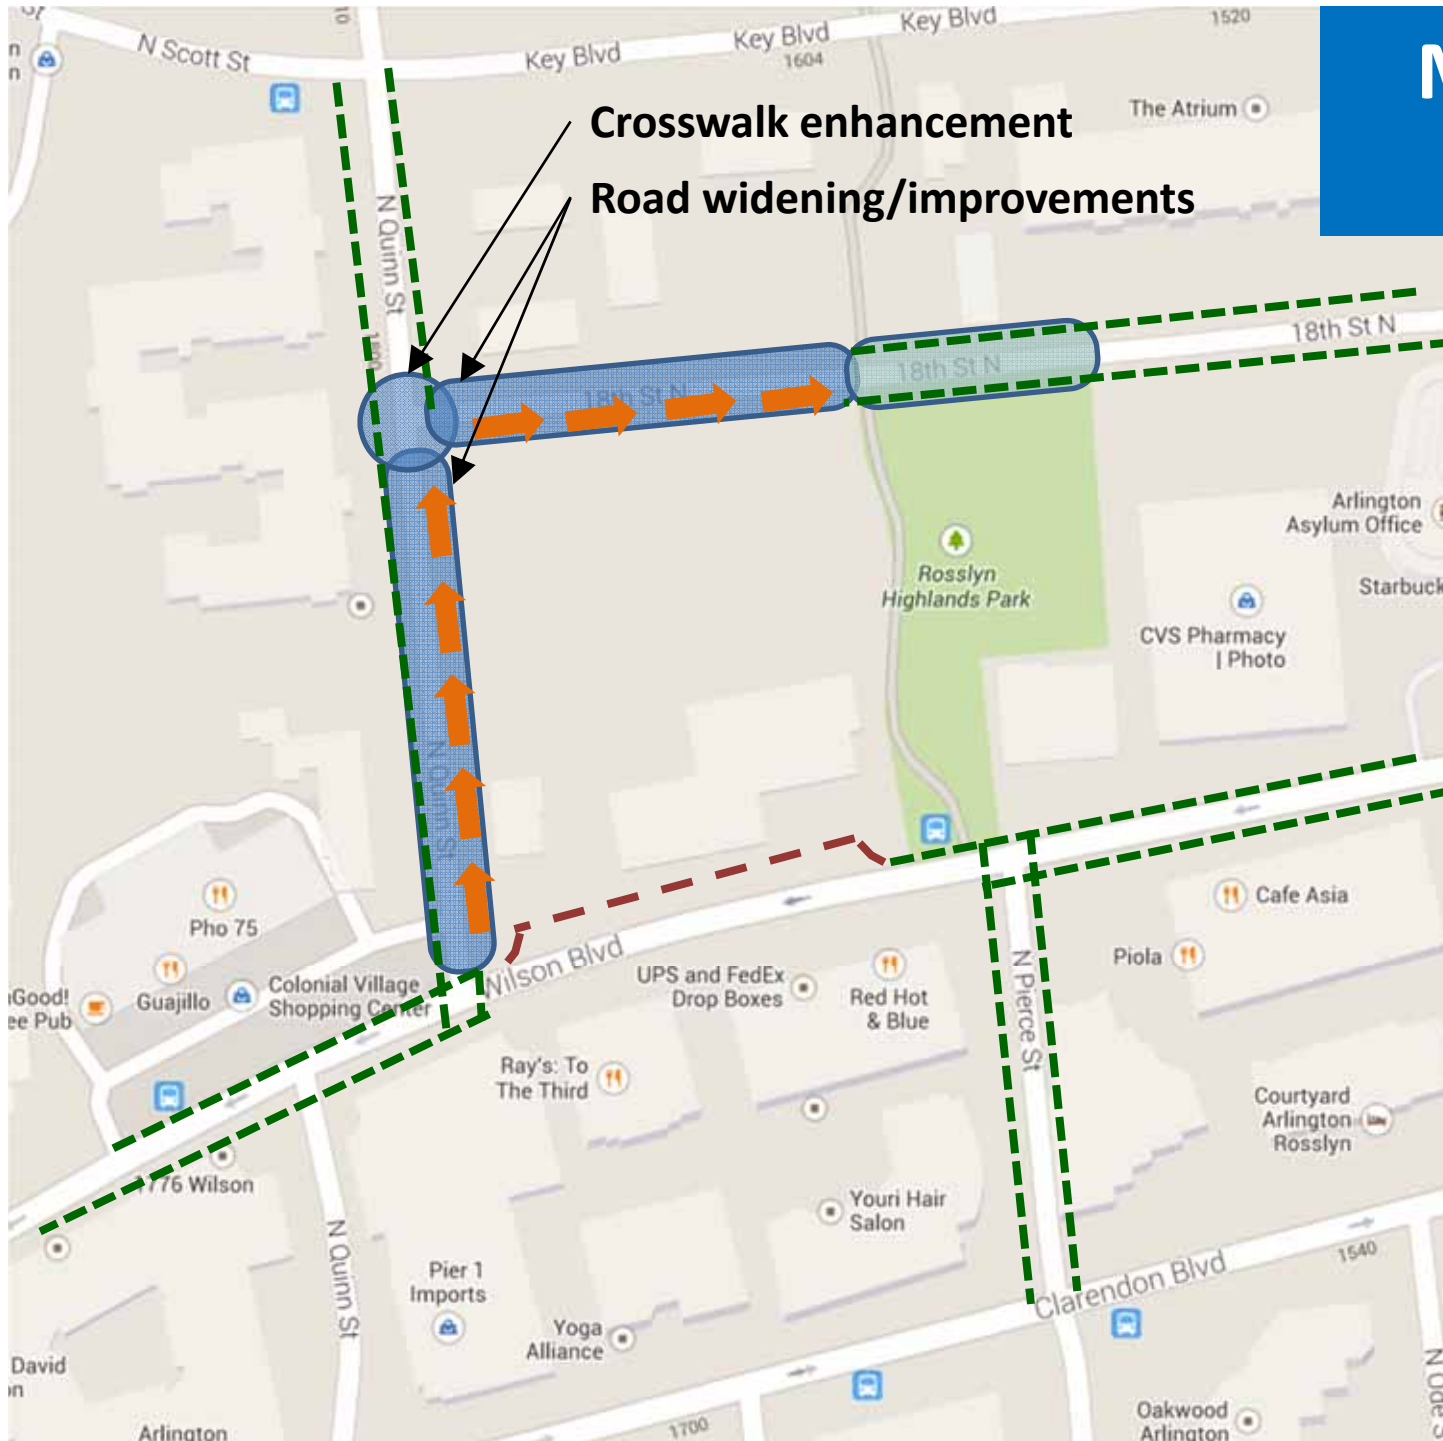 N Scott St
Key Blvd
Key Blvd
Key Blvd
1604
1520
The Atrium
Crosswalk enhancement
Road widening/improvements
N Quinn St
18th St N
18th St N
18th St N
Rosslyn
Highlands Park
Arlington
Asylum Office
Starbuck
CVS Pharmacy
| Photo
N Quinn St
Pho 75
Guajillo
Colonial Village
Shopping Center
Good!
ee Pub
Wilson Blvd
UPS and FedEx
Drop Boxes
Red Hot
& Blue
Cafe Asia
Piola
N Pierce St
Ray's: To
The Third
Courtyard
Arlington
Rosslyn
1776 Wilson
Youri Hair
Salon
N Quinn St
Pier 1
Imports
Yoga
Alliance
Clarendon Blvd
1540
David
1700
Arlington
Oakwood
Arlington